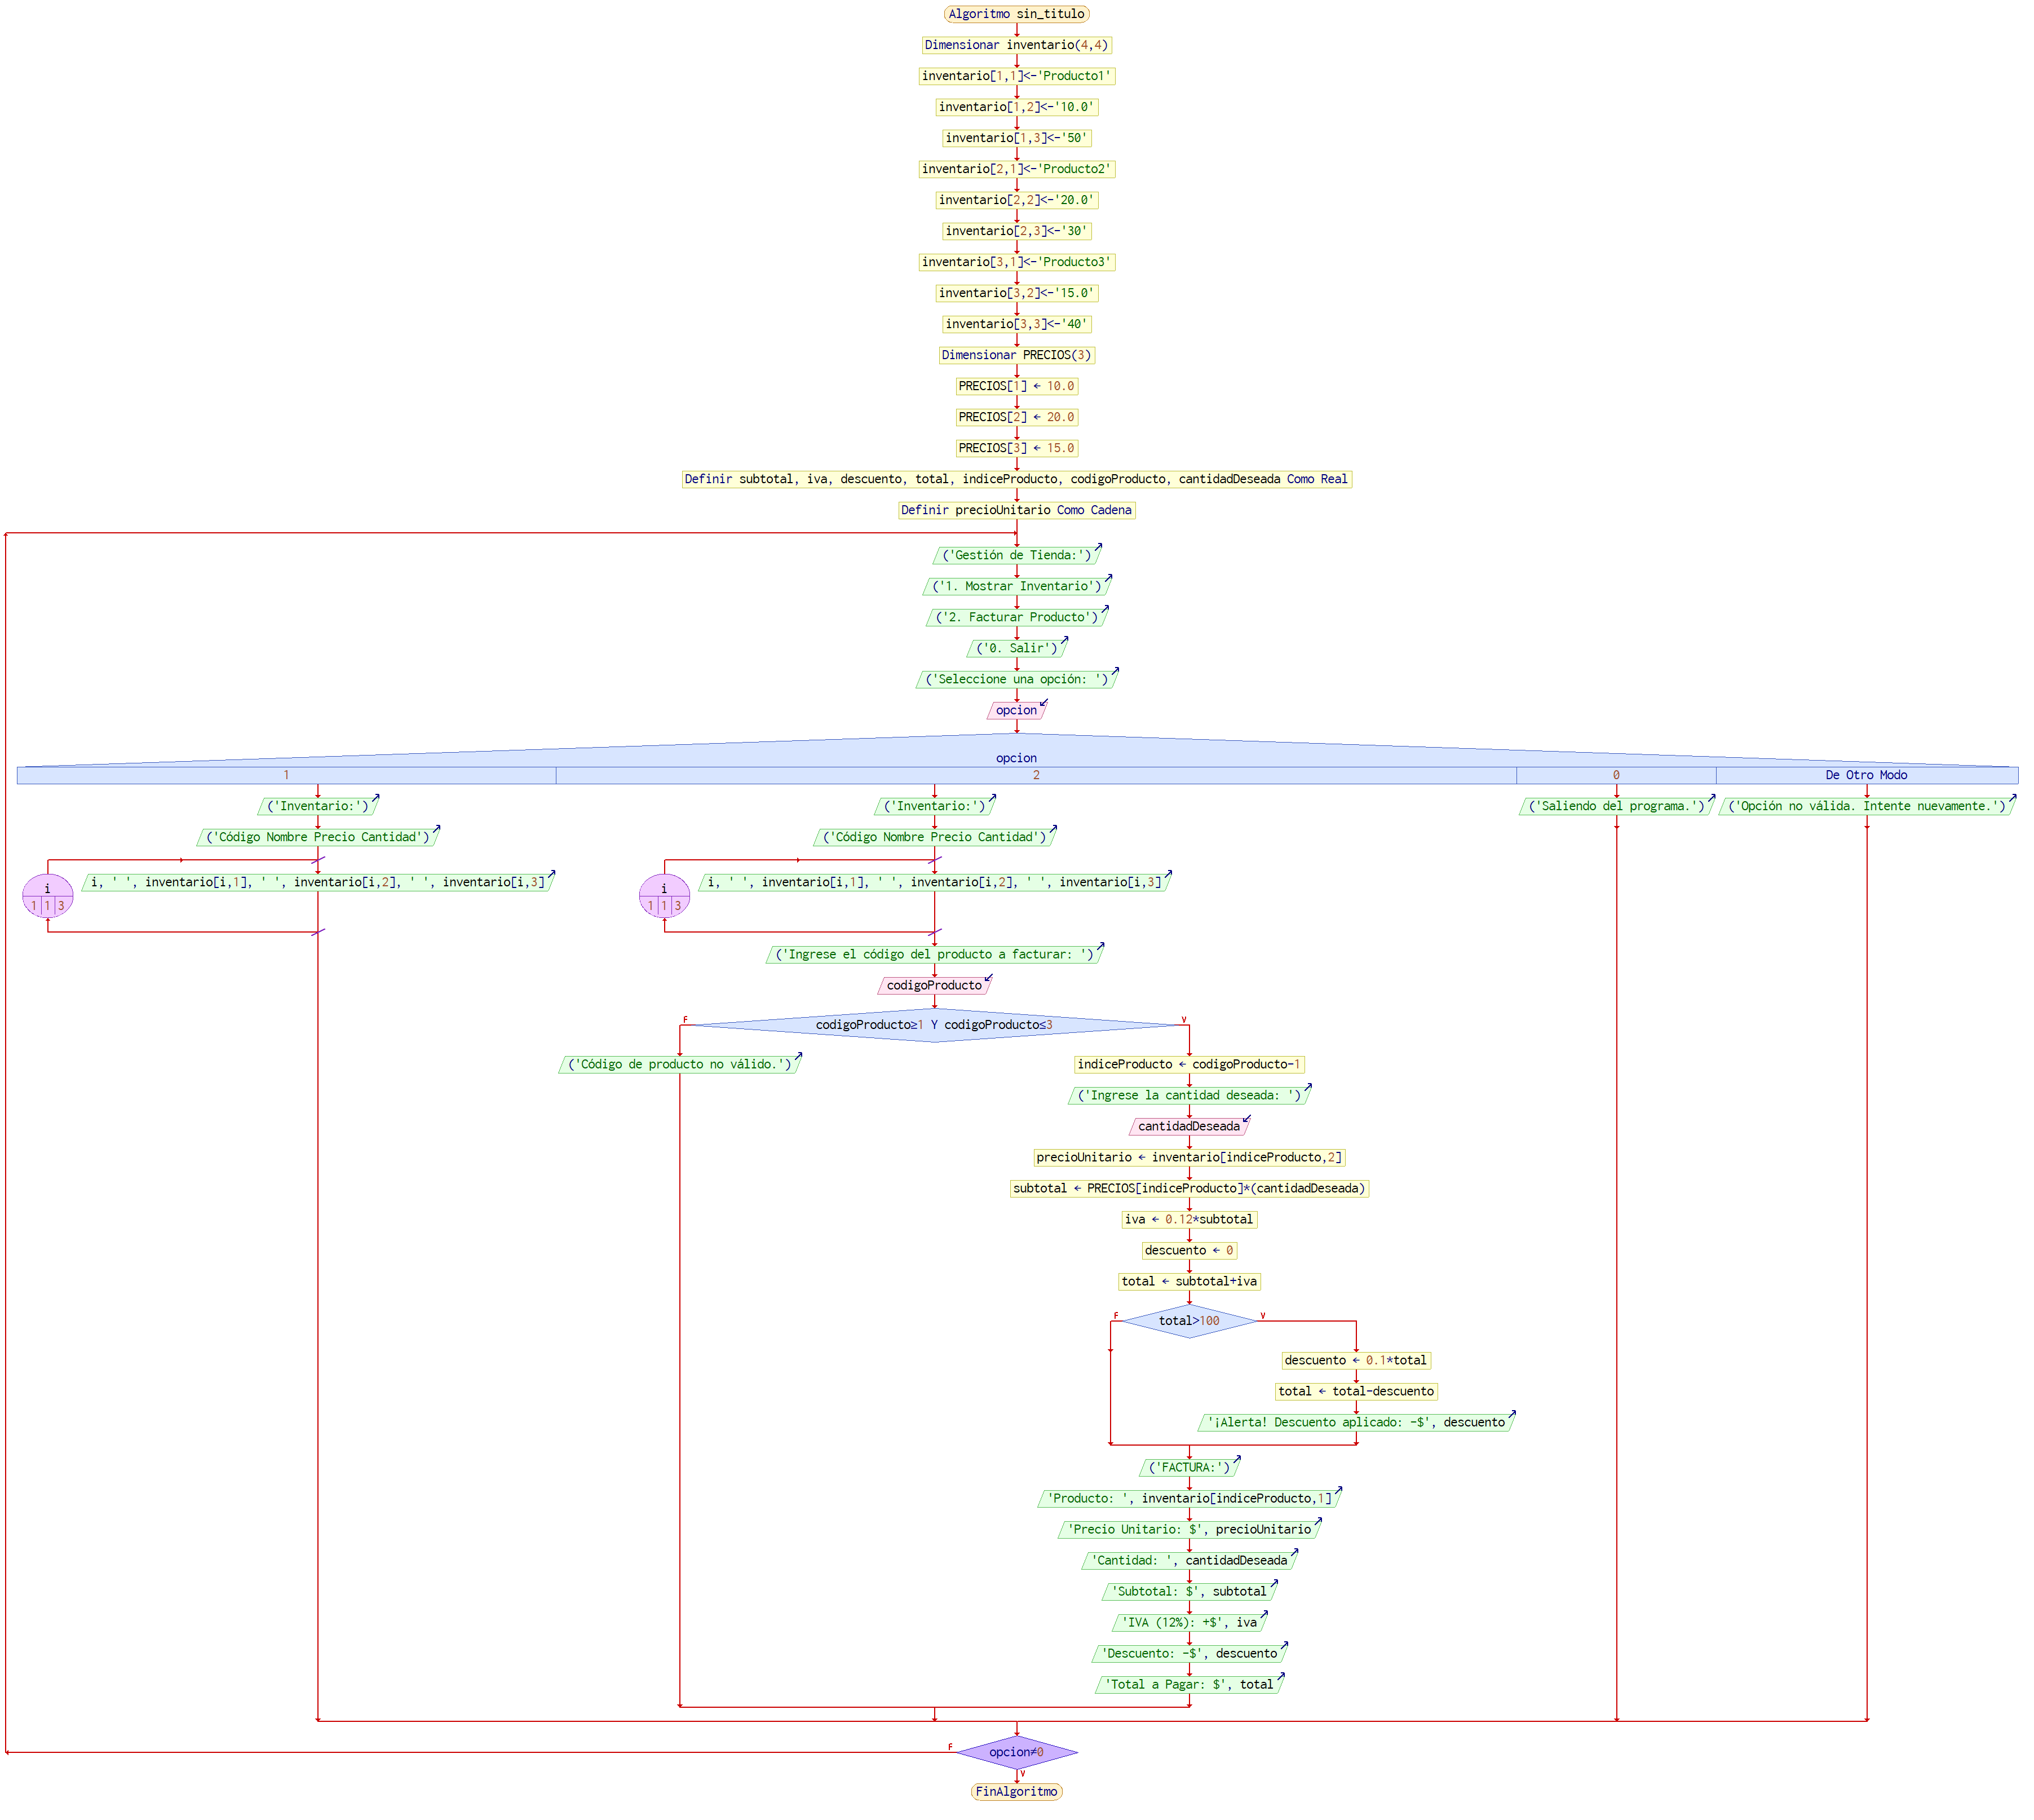 Algoritmo sin_titulo
Dimensionar inventario(4,4)
inventario[1,1]<-'Producto1'
inventario[1,2]<-'10.0'
inventario[1,3]<-'50'
inventario[2,1]<-'Producto2'
inventario[2,2]<-'20.0'
inventario[2,3]<-'30'
inventario[3,1]<-'Producto3'
inventario[3,2]<-'15.0'
inventario[3,3]<-'40'
Dimensionar PRECIOS(3)
PRECIOS[1] ← 10.0
PRECIOS[2] ← 20.0
PRECIOS[3] ← 15.0
Definir subtotal, iva, descuento, total, indiceProducto, codigoProducto, cantidadDeseada Como Real
Definir precioUnitario Como Cadena
('Gestión de Tienda:')
('1. Mostrar Inventario')
('2. Facturar Producto')
('0. Salir')
('Seleccione una opción: ')
opcion
opcion
1
2
0
De Otro Modo
('Inventario:')
('Código Nombre Precio Cantidad')
i
1 1 3
i, ' ', inventario[i,1], ' ', inventario[i,2], ' ', inventario[i,3]
('Inventario:')
('Código Nombre Precio Cantidad')
i
1 1 3
i, ' ', inventario[i,1], ' ', inventario[i,2], ' ', inventario[i,3]
('Ingrese el código del producto a facturar: ')
codigoProducto
codigoProducto≥1 Y codigoProducto≤3
F
V
('Código de producto no válido.')
indiceProducto ← codigoProducto-1
('Ingrese la cantidad deseada: ')
cantidadDeseada
precioUnitario ← inventario[indiceProducto,2]
subtotal ← PRECIOS[indiceProducto]*(cantidadDeseada)
iva ← 0.12*subtotal
descuento ← 0
total ← subtotal+iva
total>100
F
V
descuento ← 0.1*total
total ← total-descuento
'¡Alerta! Descuento aplicado: -$', descuento
('FACTURA:')
'Producto: ', inventario[indiceProducto,1]
'Precio Unitario: $', precioUnitario
'Cantidad: ', cantidadDeseada
'Subtotal: $', subtotal
'IVA (12%): +$', iva
'Descuento: -$', descuento
'Total a Pagar: $', total
('Saliendo del programa.')
('Opción no válida. Intente nuevamente.')
opcion≠0
F
V
FinAlgoritmo